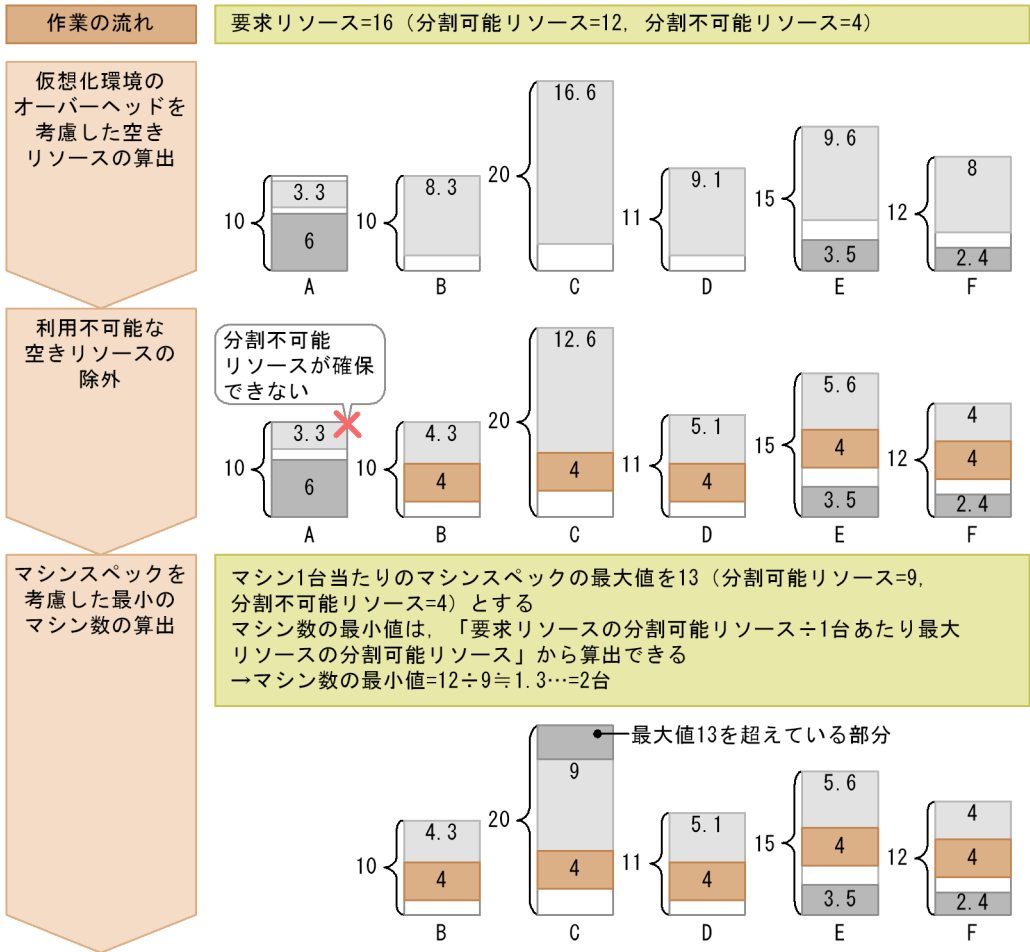 作業の流れ
要求リソース=16（分割可能リソース=12, 分割不可能リソース=4）
仮想化環境の
オーバーヘッドを
考慮した空き
リソースの算出
10
3.3
6
A
10
8.3
B
20
16.6
C
11
9.1
D
15
9.6
3.5
E
12
8
2.4
F
利用不可能な
空きリソースの
除外
分割不可能
リソースが確保
できない
10
3.3
6
A
10
4.3
4
B
20
12.6
4
C
11
5.1
4
D
15
5.6
4
3.5
E
12
4
4
2.4
F
マシンスペックを
考慮した最小の
マシン数の算出
マシン1台当たりのマシンスペックの最大値を13（分割可能リソース=9,
分割不可能リソース=4）とする
マシン数の最小値は, 「要求リソースの分割可能リソース÷1台あたり最大
リソースの分割可能リソース」から算出できる
→マシン数の最小値=12÷9≒1.3…=2台
最大値13を超えている部分
10
4.3
4
B
20
9
4
C
11
5.1
4
D
15
5.6
4
3.5
E
12
4
4
2.4
F